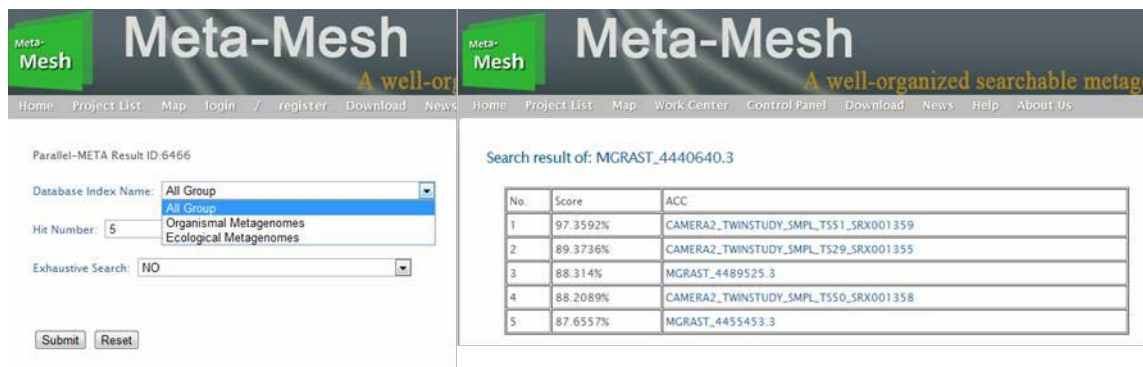 Meta-
Mesh
Meta-Mesh
A well-org
Home Project List Map login / register Download News
Parallel-META Result ID:6466
Database Index Name: All Group
All Group
Organismal Metagenomes
Ecological Metagenomes
Hit Number: 5
Exhaustive Search: NO
Submit Reset
Meta-
Mesh
Meta-Mesh
A well-organized searchable metag
Home Project List Map Work Center Control Panel Download News Help About Us
Search result of: MGRAST_4440640.3
No. Score ACC
1 97.3592% CAMERA2_TWINSTUDY_SMPL_TS51_SRX001359
2 89.3736% CAMERA2_TWINSTUDY_SMPL_TS29_SRX001355
3 88.314% MGRAST_4489525.3
4 88.2089% CAMERA2_TWINSTUDY_SMPL_TS50_SRX001358
5 87.6557% MGRAST_4455453.3